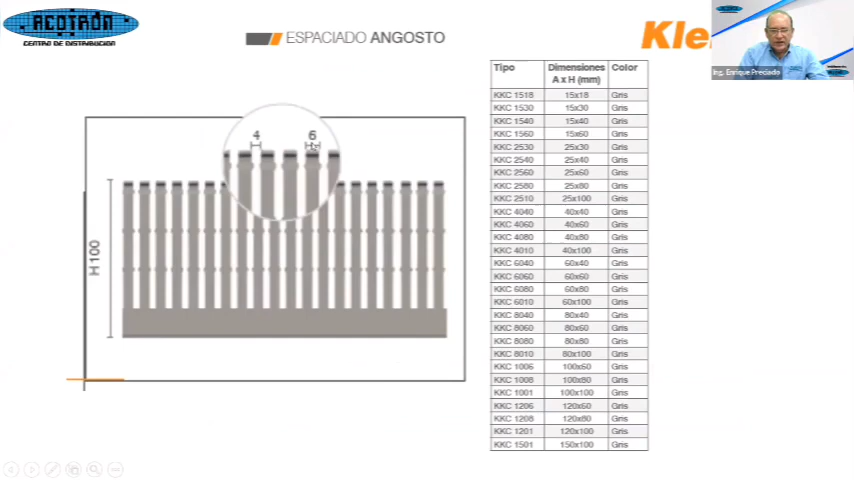 ACOTRÓN
CENTRO DE DISTRIBUCION
ESPACIADO ANGOSTO
Kle
Ing. Enrique Preciado
4
6
H 100
Tipo Dimensiones A x H (mm) Color
KKC 1518 15x18 Gris
KKC 1530 15x30 Gris
KKC 1540 15x40 Gris
KKC 1560 15x60 Gris
KKC 2530 25x30 Gris
KKC 2540 25x40 Gris
KKC 2560 25x60 Gris
KKC 2580 25x80 Gris
KKC 2510 25x100 Gris
KKC 4040 40x40 Gris
KKC 4060 40x60 Gris
KKC 4080 40x80 Gris
KKC 4010 40x100 Gris
KKC 6040 60x40 Gris
KKC 6060 60x60 Gris
KKC 6080 60x80 Gris
KKC 6010 60x100 Gris
KKC 8040 80x40 Gris
KKC 8060 80x60 Gris
KKC 8080 80x80 Gris
KKC 8010 80x100 Gris
KKC 1006 100x60 Gris
KKC 1008 100x80 Gris
KKC 1001 100x100 Gris
KKC 1206 120x60 Gris
KKC 1208 120x80 Gris
KKC 1201 120x100 Gris
KKC 1501 150x100 Gris